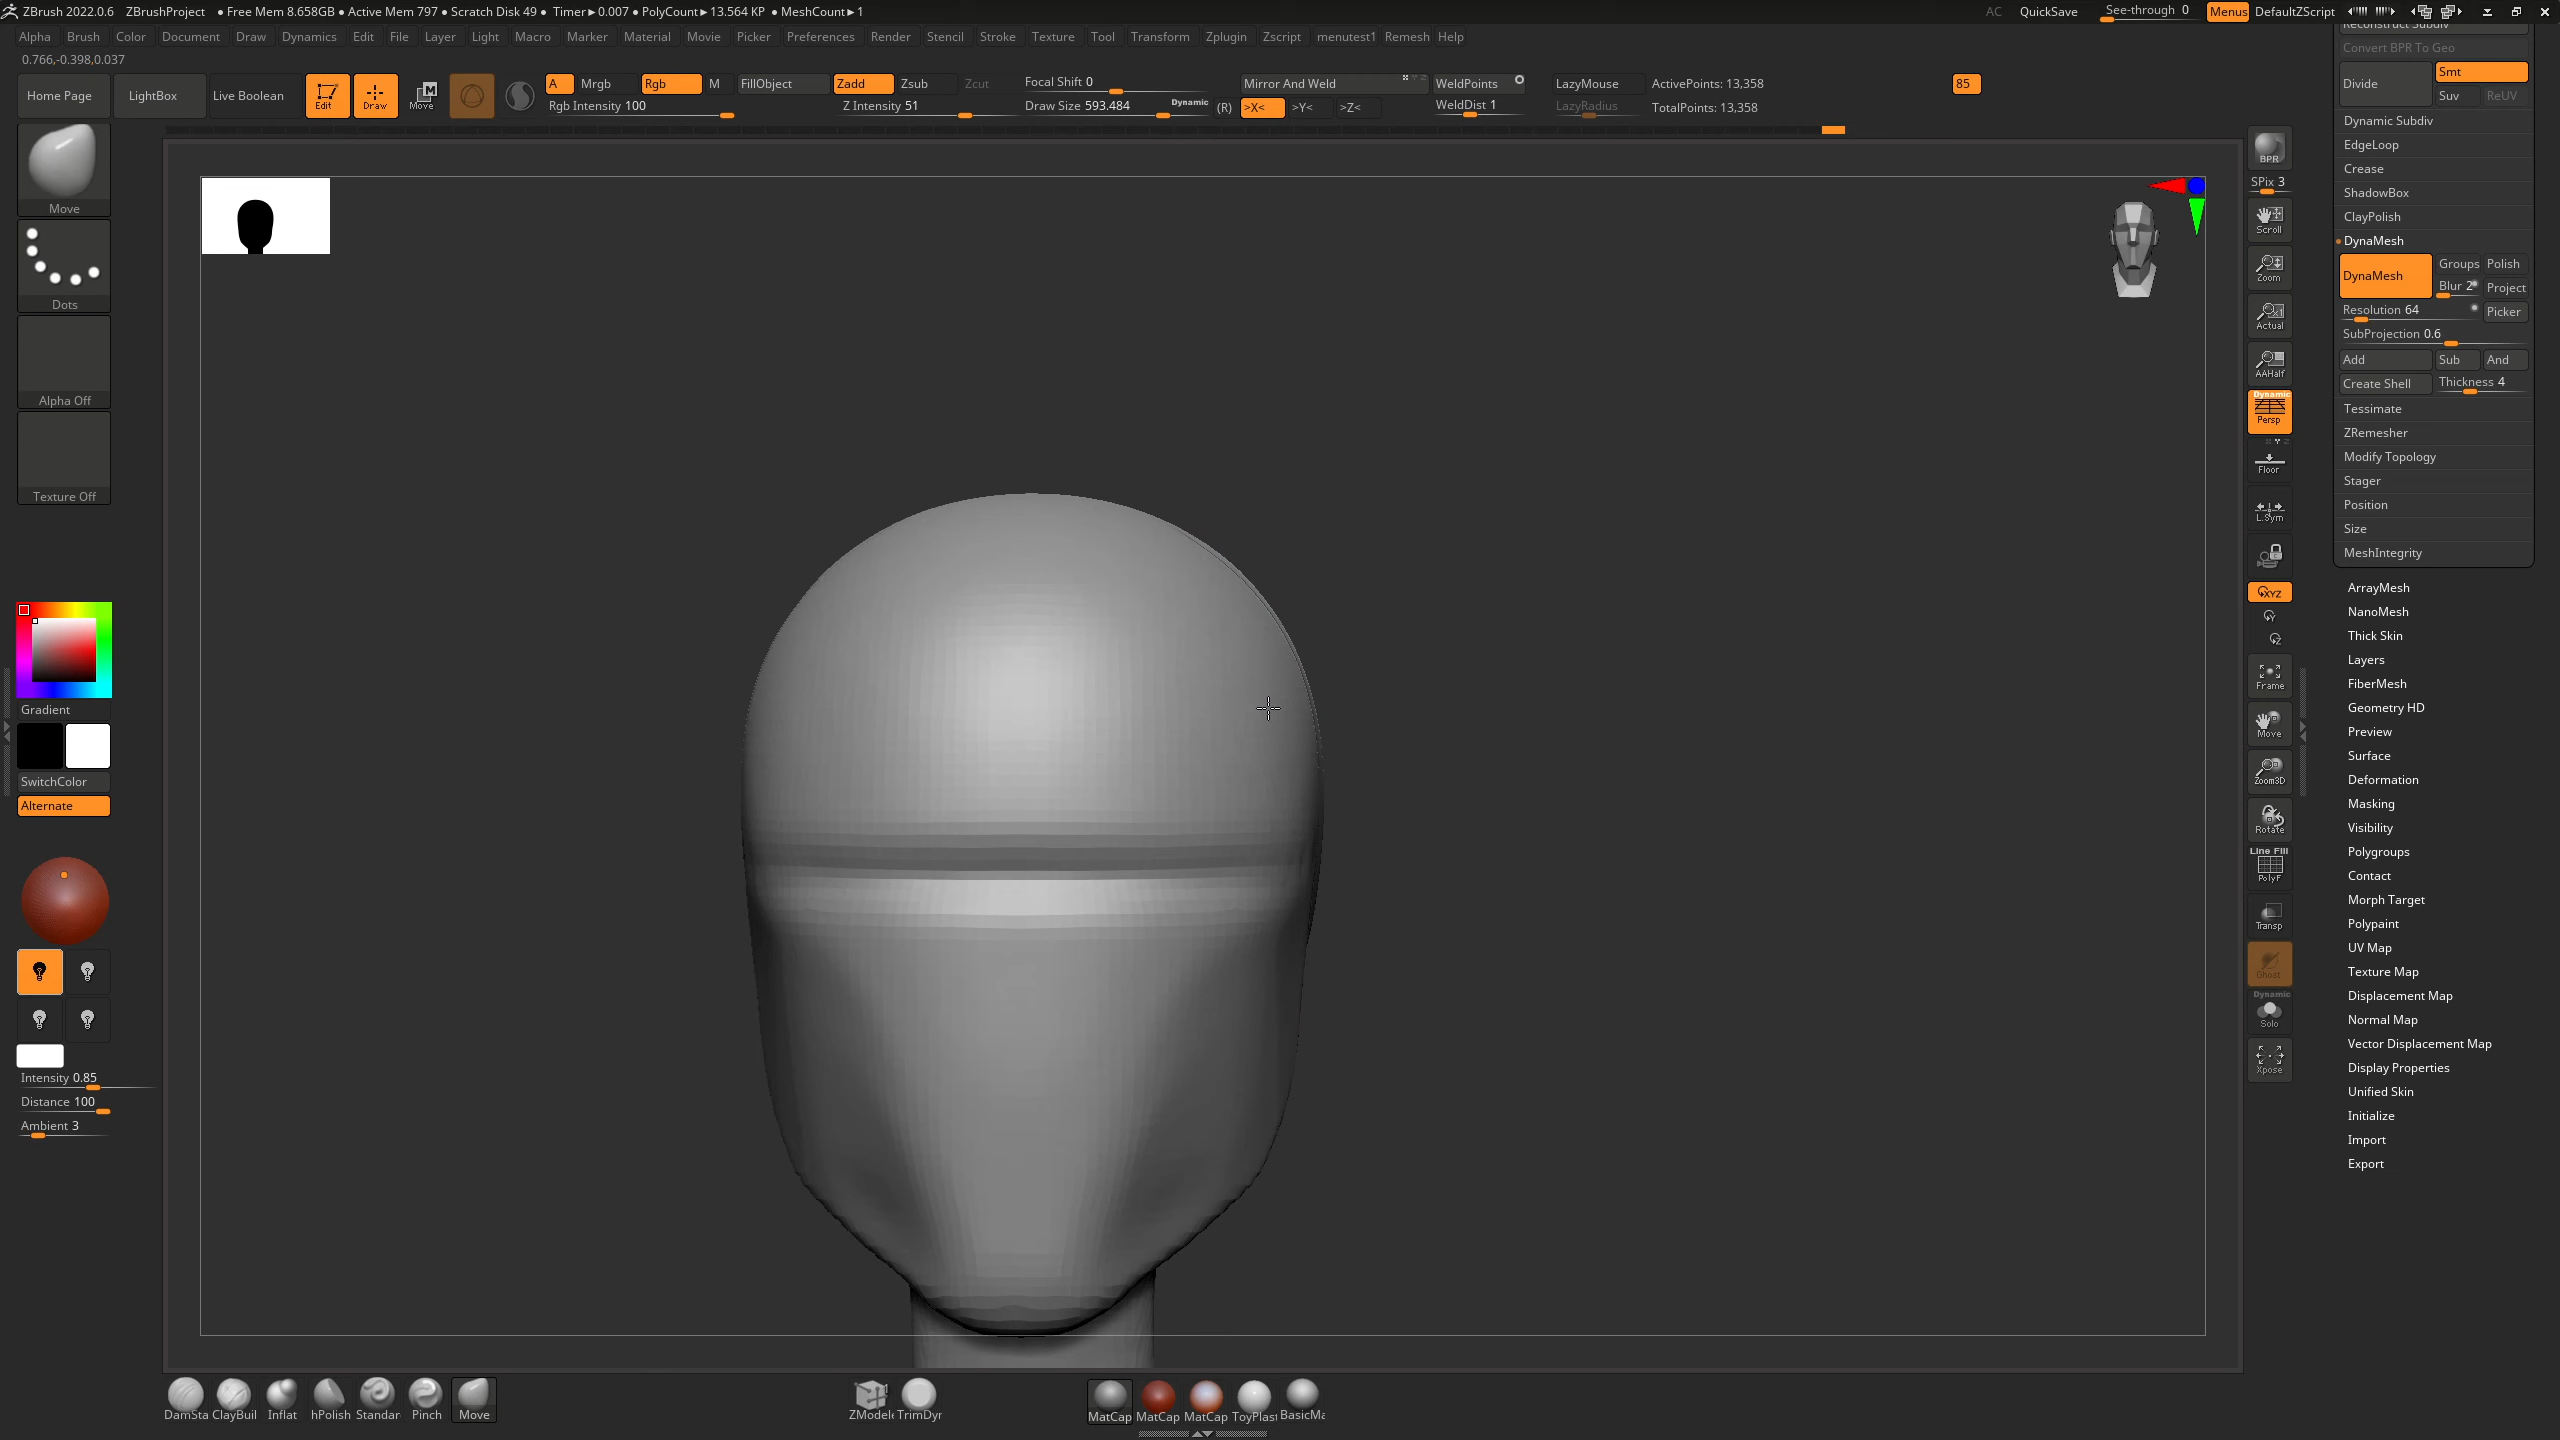 ZBrush 2022.0.6 ZBrushProject • Free Mem 8.658GB • Active Mem 797 • Scratch Disk 49 • Timer►0.007 • PolyCount►13.564 KP • MeshCount►1 AC QuickSave See-through 0 Menus DefaultZScript
Alpha Brush Color Document Draw Dynamics Edit File Layer Light Macro Marker Material Movie Picker Preferences Render Stencil Stroke Texture Tool Transform Zplugin Zscript menutest1 Remesh Help
0.766,-0.398,0.037
Home Page LightBox Live Boolean Edit Draw Move
A Mrgb Rgb M FillObject Zadd Zsub Zcut Focal Shift 0 Mirror And Weld WeldPoints LazyMouse ActivePoints: 13,358 85
Rgb Intensity 100 Z Intensity 51 Draw Size 593.484 Dynamic (R) >X< >Y< >Z< WeldDist 1 LazyRadius TotalPoints: 13,358
Move
Dots
Alpha Off
Texture Off
Gradient
SwitchColor
Alternate
Intensity 0.85
Distance 100
Ambient 3
BPR
SPix 3
Scroll
Zoom
Actual
AAHalf
Dynamic
Persp
Floor
L.Sym
XYZ
Y
Z
Frame
Move
Zoom3D
Rotate
Line Fill
PolyF
Transp
Ghost
Dynamic
Solo
Xpose
Reconstruct Subdiv
Convert BPR To Geo
Divide Smt
Suv ReUV
Dynamic Subdiv
EdgeLoop
Crease
ShadowBox
ClayPolish
DynaMesh
DynaMesh Groups Polish
Blur 2 Project
Resolution 64 Picker
SubProjection 0.6
Add Sub And
Create Shell Thickness 4
Tessimate
ZRemesher
Modify Topology
Stager
Position
Size
MeshIntegrity
ArrayMesh
NanoMesh
Thick Skin
Layers
FiberMesh
Geometry HD
Preview
Surface
Deformation
Masking
Visibility
Polygroups
Contact
Morph Target
Polypaint
UV Map
Texture Map
Displacement Map
Normal Map
Vector Displacement Map
Display Properties
Unified Skin
Initialize
Import
Export
DamSta ClayBuil Inflat hPolish Standar Pinch Move ZModele TrimDyr MatCap MatCap MatCap ToyPlast BasicMa